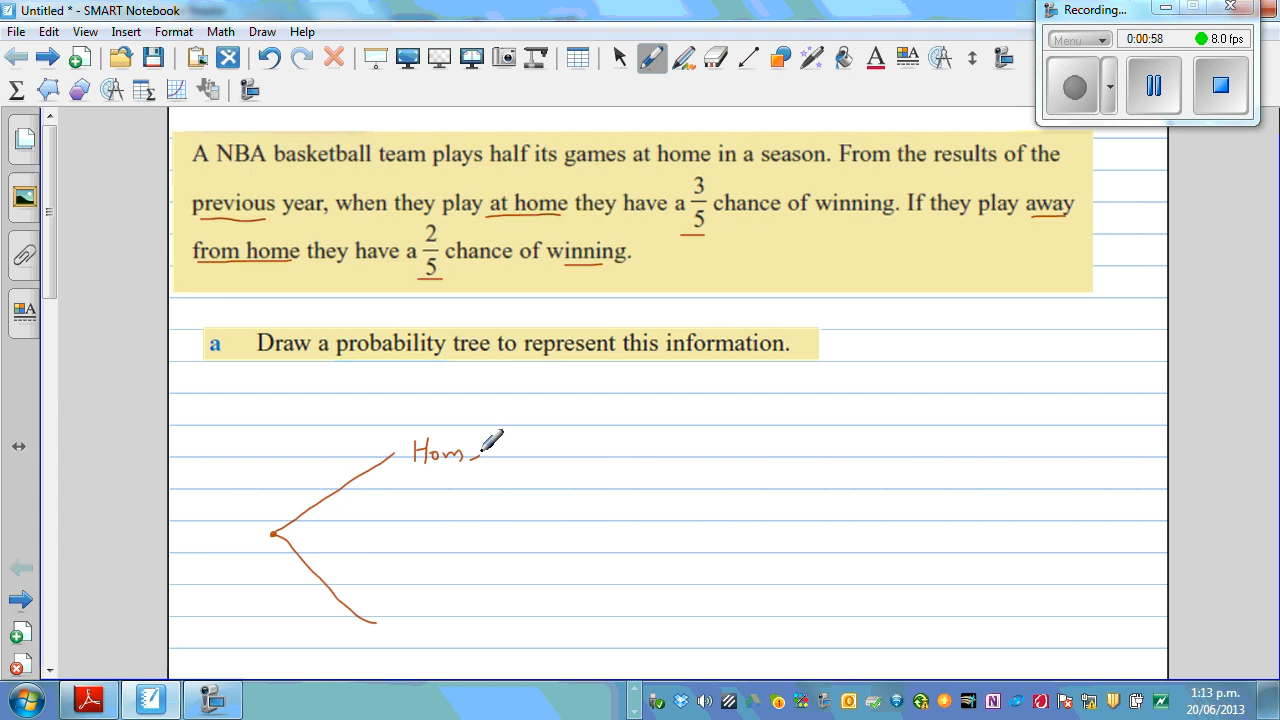 Untitled * - SMART Notebook
Recording...
File Edit View Insert Format Math Draw Help
Menu
0:00:58
8.0 fps
A NBA basketball team plays half its games at home in a season. From the results of the
previous year, when they play at home they have a 3/5 chance of winning. If they play away
from home they have a 2/5 chance of winning.
a Draw a probability tree to represent this information.
Hom
1:13 p.m.
20/06/2013